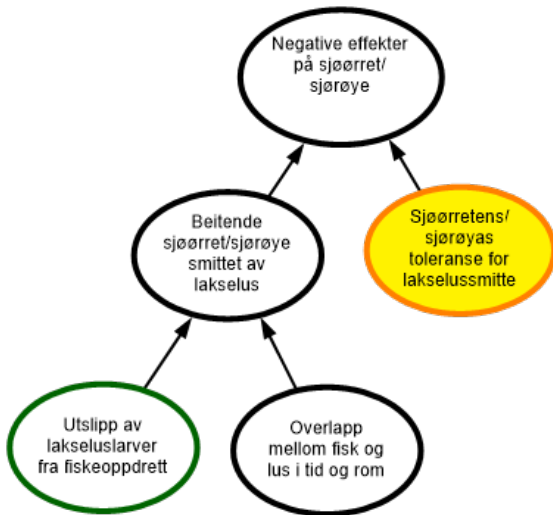 Negative effekter
på sjøørret/
sjørøye
Beitende
sjøørret/sjørøye
smittet av
lakselus
Sjøørretens/
sjørøyas
toleranse for
lakselussmitte
Utslipp av
lakseluslarver
fra fiskeoppdrett
Overlapp
mellom fisk og
lus i tid og rom